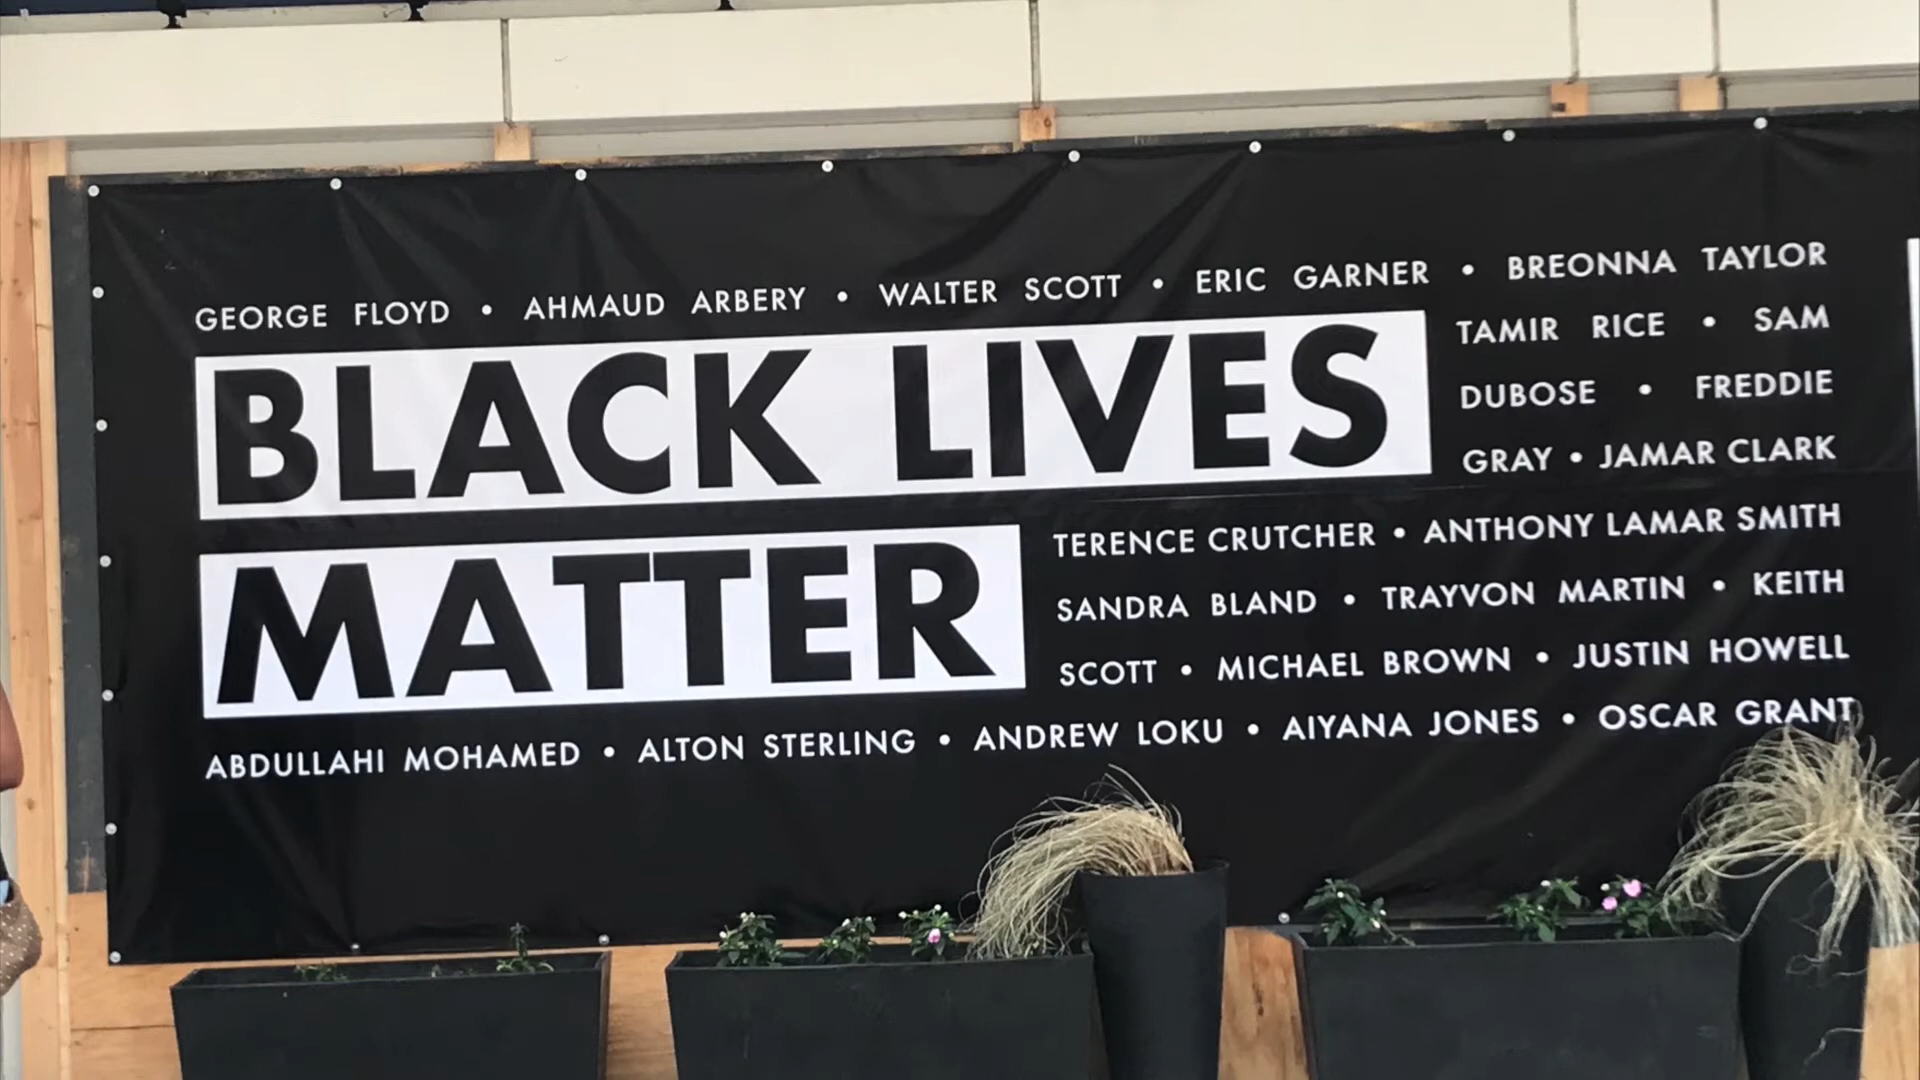 GEORGE FLOYD • AHMAUD ARBERY • WALTER SCOTT • ERIC GARNER • BREONNA TAYLOR
BLACK LIVES
TAMIR RICE • SAM
DUBOSE • FREDDIE
GRAY • JAMAR CLARK
MATTER
TERENCE CRUTCHER • ANTHONY LAMAR SMITH
SANDRA BLAND • TRAYVON MARTIN • KEITH
SCOTT • MICHAEL BROWN • JUSTIN HOWELL
ABDULLAHI MOHAMED • ALTON STERLING • ANDREW LOKU • AIYANA JONES • OSCAR GRANT